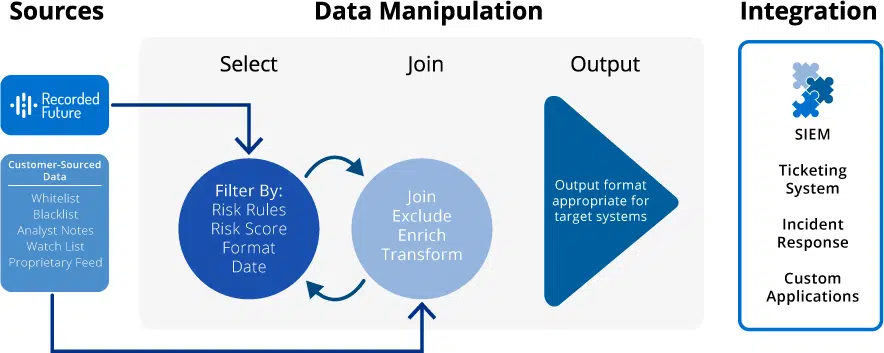 Sources
Data Manipulation
Integration
Select
Join
Output
Recorded
Future
Customer-Sourced
Data
Whitelist
Blacklist
Analyst Notes
Watch List
Proprietary Feed
Filter By:
Risk Rules
Risk Score
Format
Date
Join
Exclude
Enrich
Transform
Output format
appropriate for
target systems
SIEM
Ticketing
System
Incident
Response
Custom
Applications